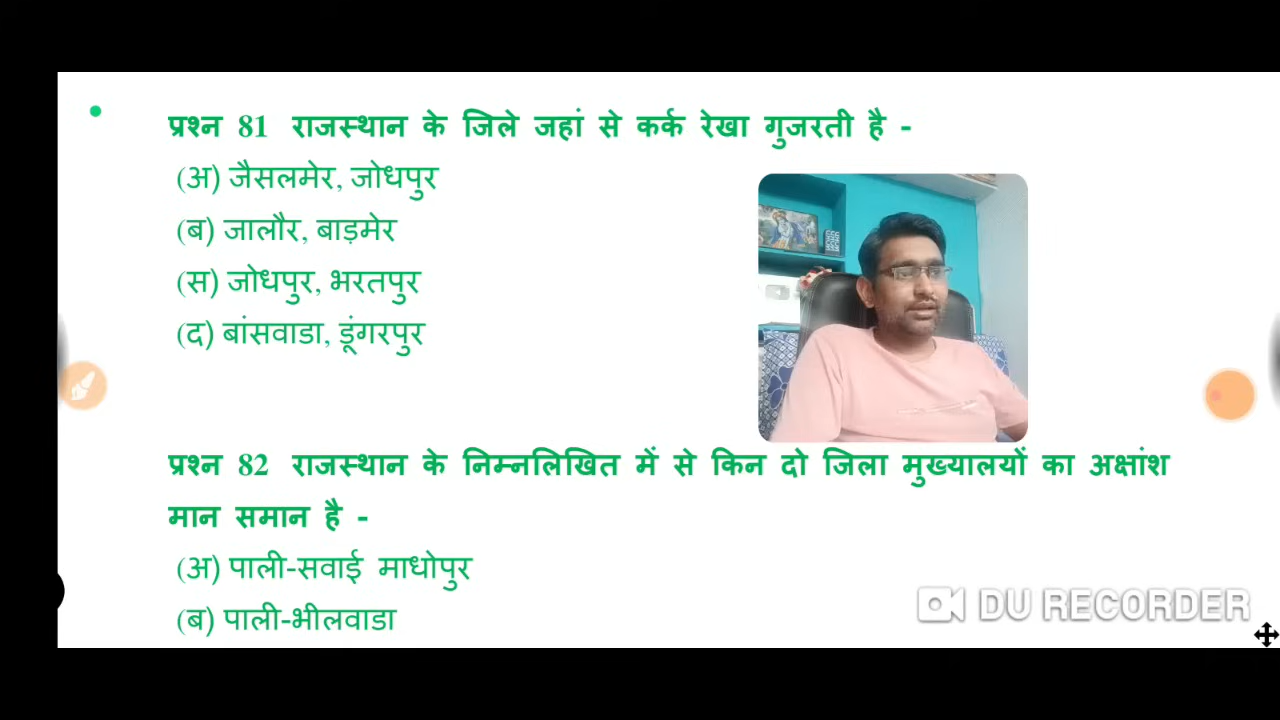 प्रश्न 81 राजस्थान के जिले जहां से कर्क रेखा गुजरती है -
(अ) जैसलमेर, जोधपुर
(ब) जालौर, बाड़मेर
(स) जोधपुर, भरतपुर
(द) बांसवाडा, डूंगरपुर
प्रश्न 82 राजस्थान के निम्नलिखित में से किन दो जिला मुख्यालयों का अक्षांश
मान समान है -
(अ) पाली-सवाई माधोपुर
(ब) पाली-भीलवाडा
DU RECORDER